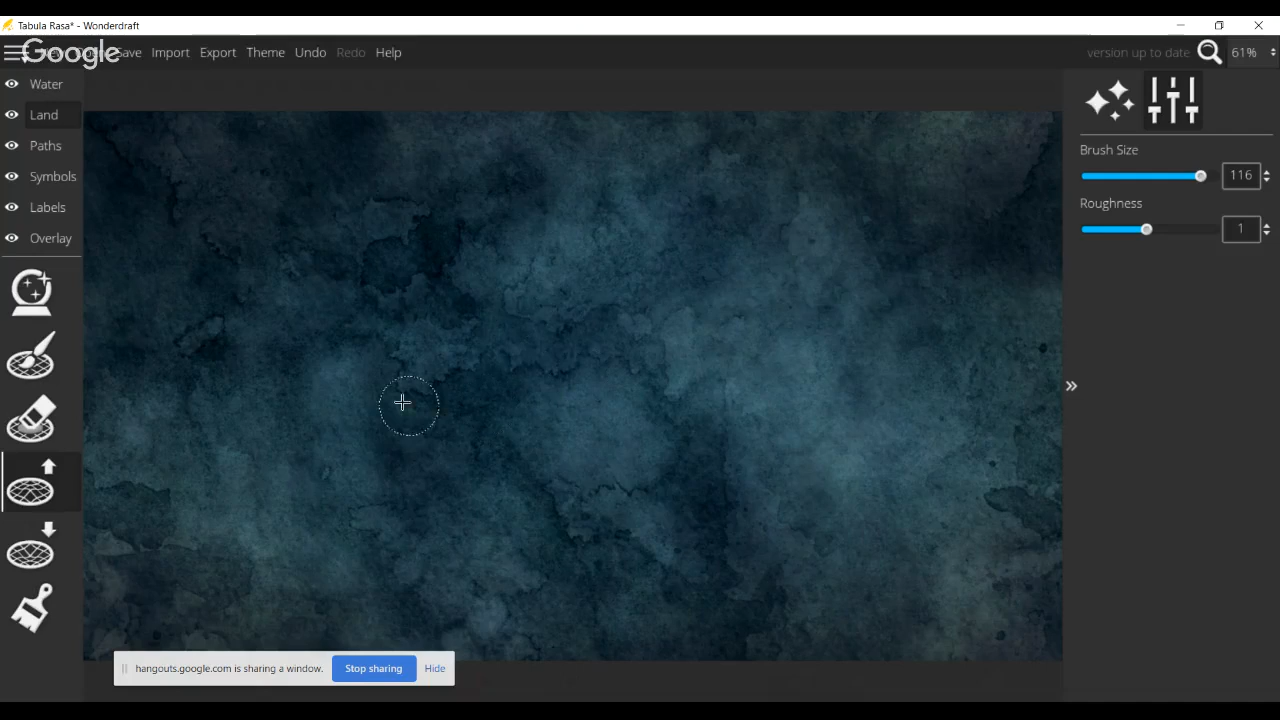 Tabula Rasa* - Wonderdraft
Google Save Import Export Theme Undo Redo Help version up to date 61%
Water
Land
Paths
Symbols
Labels
Overlay
Brush Size
116
Roughness
1
hangouts.google.com is sharing a window. Stop sharing Hide